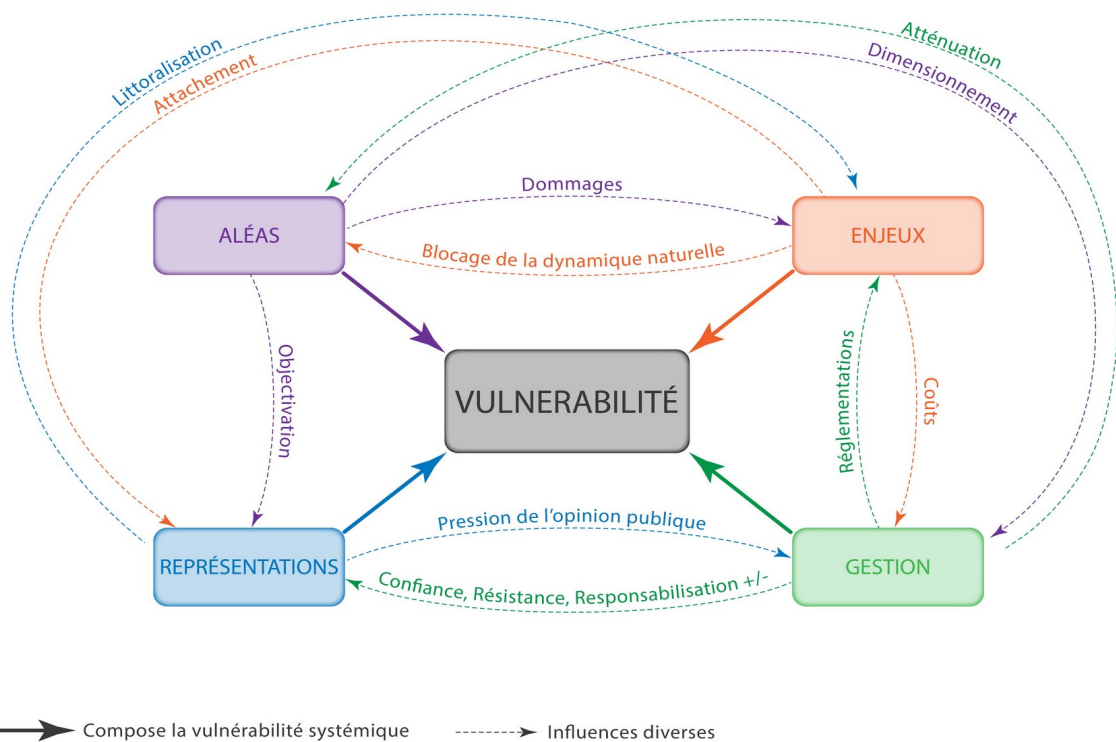 Littoralisation
Attachement
Atténuation
Dimensionnement
Dommages
ALÉAS
ENJEUX
Blocage de la dynamique naturelle
Objectivation
VULNERABILITÉ
Réglementations
Coûts
Pression de l'opinion publique
REPRÉSENTATIONS
GESTION
Confiance, Résistance, Responsabilisation +/-
Compose la vulnérabilité systémique
Influences diverses